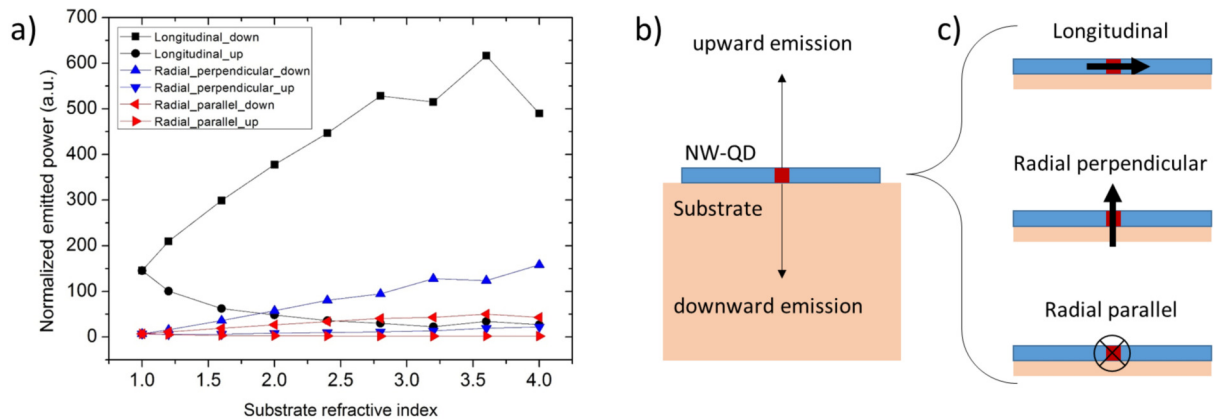 a)
700
600
500
400
300
200
100
0
Normalized emitted power (a.u.)
Longitudinal_down
Longitudinal_up
Radial_perpendicular_down
Radial_perpendicular_up
Radial_parallel_down
Radial_parallel_up
1.0 1.5 2.0 2.5 3.0 3.5 4.0
Substrate refractive index
b)
upward emission
NW-QD
Substrate
downward emission
c)
Longitudinal
Radial perpendicular
Radial parallel